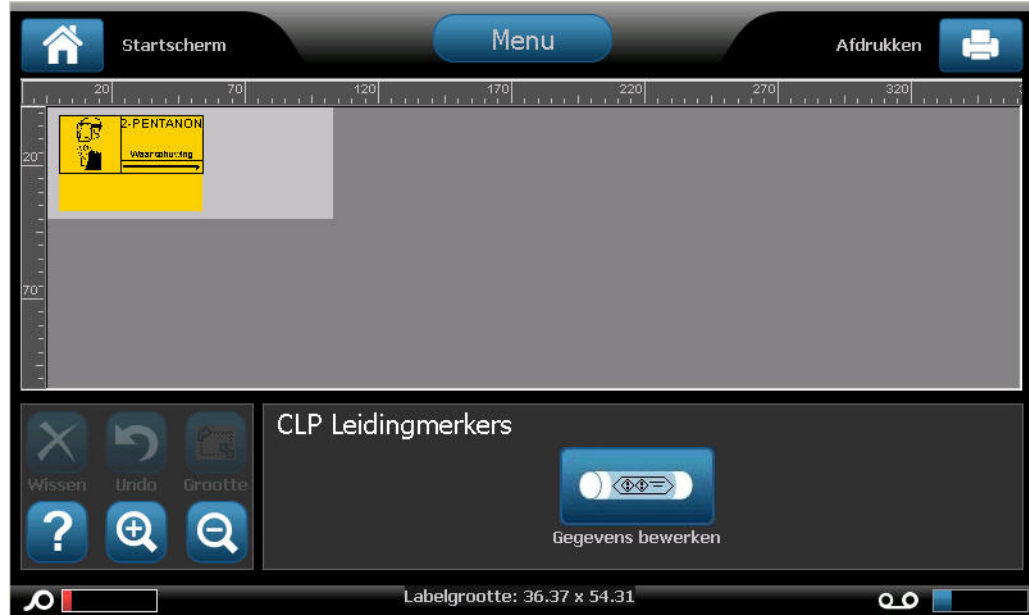 Startscherm
Menu
Afdrukken
20 70 120 170 220 270 320
20
70
2-PENTANON
Waarschuwing
CLP Leidingmerkers
Wissen Undo Grootte
Gegevens bewerken
?
Labelgrootte: 36.37 x 54.31